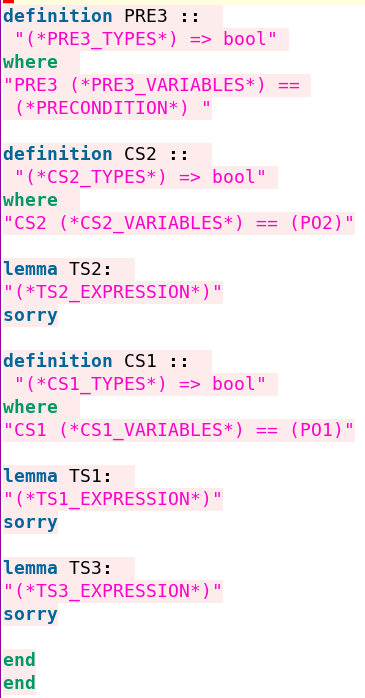 definition PRE3 ::
"(*PRE3_TYPES*) => bool"
where
"PRE3 (*PRE3_VARIABLES*) ==
(*PRECONDITION*) "
definition CS2 ::
"(*CS2_TYPES*) => bool"
where
"CS2 (*CS2_VARIABLES*) == (PO2)"
lemma TS2:
"(*TS2_EXPRESSION*)"
sorry
definition CS1 ::
"(*CS1_TYPES*) => bool"
where
"CS1 (*CS1_VARIABLES*) == (PO1)"
lemma TS1:
"(*TS1_EXPRESSION*)"
sorry
lemma TS3:
"(*TS3_EXPRESSION*)"
sorry
end
end